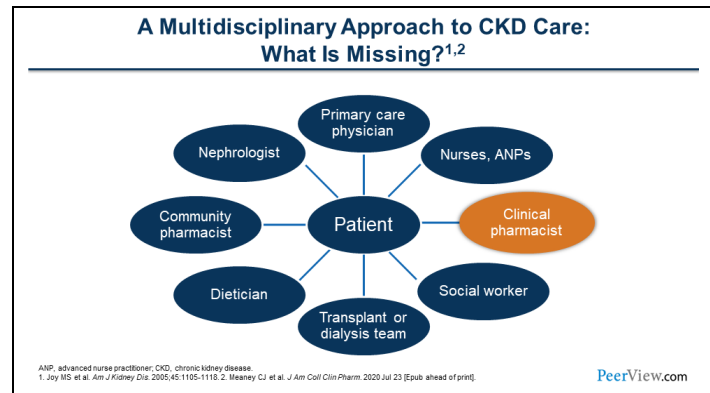 A Multidisciplinary Approach to CKD Care:
What Is Missing?1,2
Primary care
physician
Nephrologist
Nurses, ANPs
Community
pharmacist
Patient
Clinical
pharmacist
Dietician
Social worker
Transplant or
dialysis team
ANP, advanced nurse practitioner; CKD, chronic kidney disease.
1. Joy MS et al. Am J Kidney Dis. 2005;45:1105-1118. 2. Meaney CJ et al. J Am Coll Clin Pharm. 2020 Jul 23 [Epub ahead of print].
PeerView.com